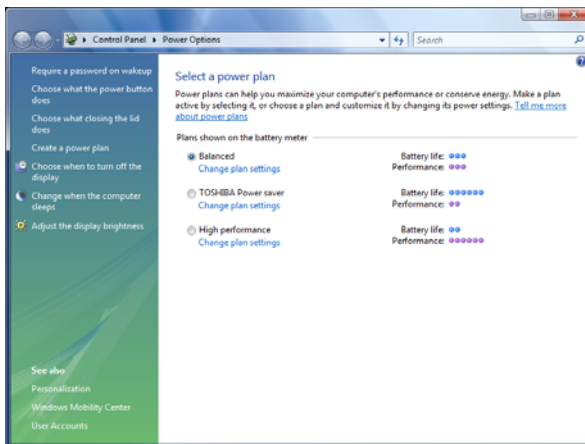 Control Panel Power Options
Search
Require a password on wakeup
Choose what the power button
does
Choose what closing the lid
does
Create a power plan
Choose when to turn off the
display
Change when the computer
sleeps
Adjust the display brightness
See also
Personalization
Windows Mobility Center
User Accounts
Select a power plan
Power plans can help you maximize your computer's performance or conserve energy. Make a plan
active by selecting it, or choose a plan and customize it by changing its power settings. Tell me more
about power plans
Plans shown on the battery meter
Balanced Battery life:
Change plan settings Performance:
TOSHIBA Power saver Battery life:
Change plan settings Performance:
High performance Battery life:
Change plan settings Performance: